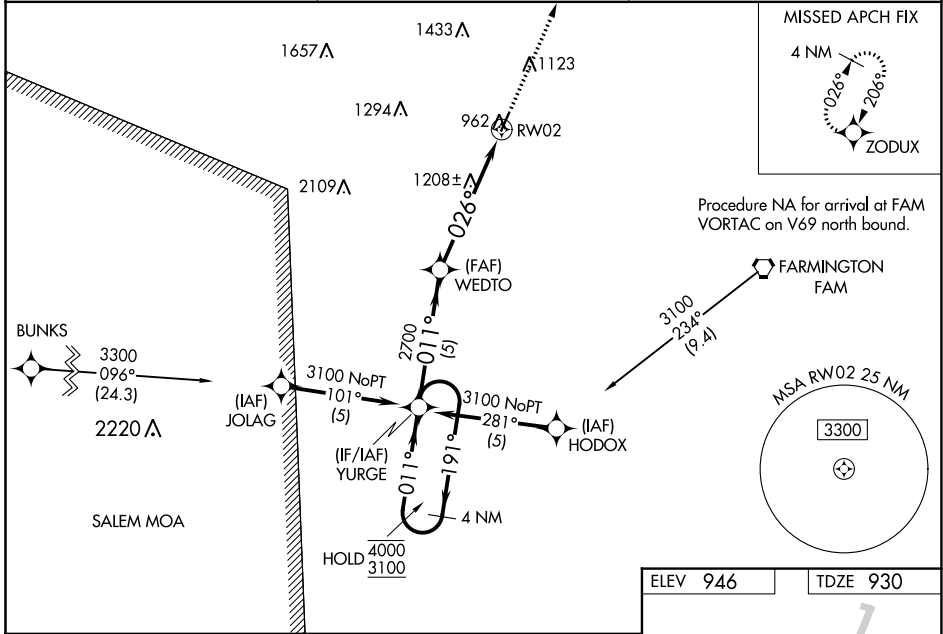 MISSED APCH FIX
4 NM
026°
206°
ZODUX
1433
1657
1123
1294
962
RW02
2109
1208±
026°
Procedure NA for arrival at FAM
VORTAC on V69 north bound.
(FAF)
WEDTO
FARMINGTON
FAM
3100
234°
(9.4)
BUNKS
3300
096°
(24.3)
2220
2700
011°
(5)
3100 NoPT
101°
(5)
(IAF)
JOLAG
3100 NoPT
281°
(5)
(IAF)
HODOX
(IF/IAF)
YURGE
011°
191°
4 NM
HOLD
4000
3100
SALEM MOA
MSA RW02 25 NM
3300
ELEV 946
TDZE 930